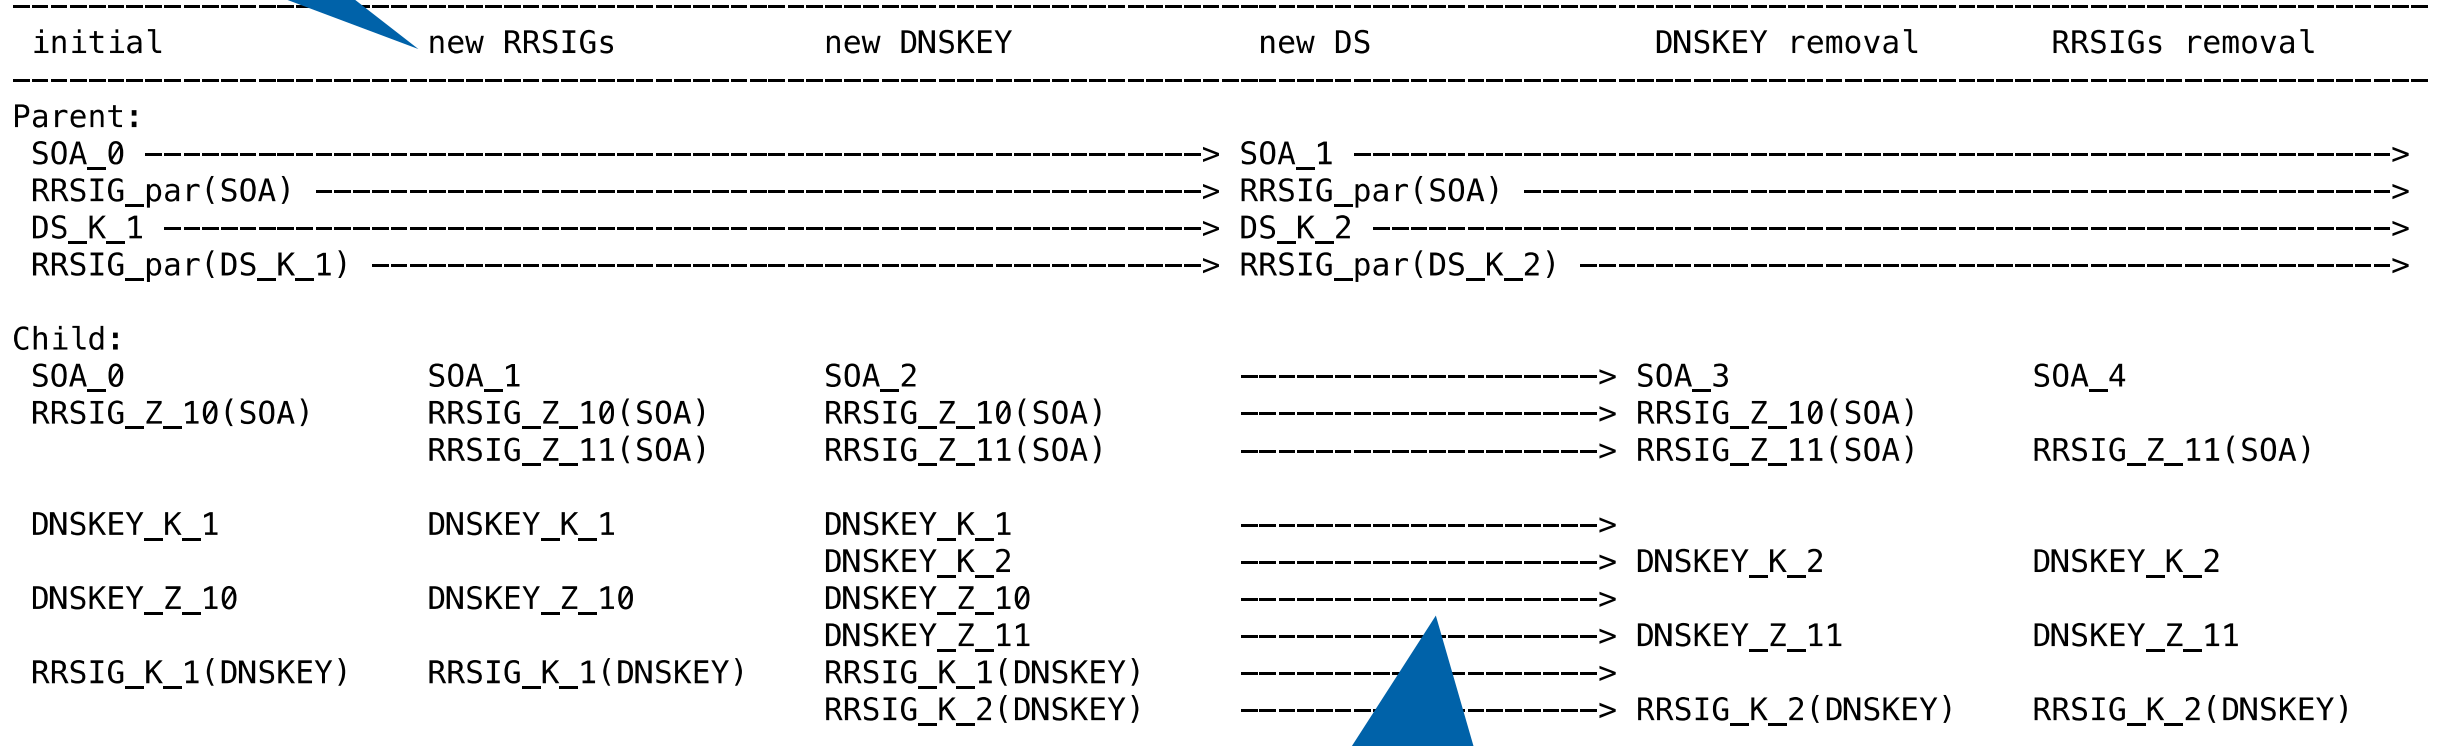 ----------------------------------------------------------------
initial new RRSIGs new DNSKEY new DS DNSKEY removal RRSIGs removal
----------------------------------------------------------------
Parent:
SOA_0 -----------------------------> SOA_1 ---------------------------->
RRSIG_par(SOA) --------------------> RRSIG_par(SOA) ------------------->
DS_K_1 ----------------------------> DS_K_2 --------------------------->
RRSIG_par(DS_K_1) -----------------> RRSIG_par(DS_K_2) ---------------->
Child:
SOA_0 SOA_1 SOA_2 -------------------> SOA_3 SOA_4
RRSIG_Z_10(SOA) RRSIG_Z_10(SOA) RRSIG_Z_10(SOA) -------------------> RRSIG_Z_10(SOA)
RRSIG_Z_11(SOA) RRSIG_Z_11(SOA) -------------------> RRSIG_Z_11(SOA) RRSIG_Z_11(SOA)
DNSKEY_K_1 DNSKEY_K_1 DNSKEY_K_1 ------------------->
DNSKEY_K_2 -------------------> DNSKEY_K_2 DNSKEY_K_2
DNSKEY_Z_10 DNSKEY_Z_10 DNSKEY_Z_10 ------------------->
DNSKEY_Z_11 -------------------> DNSKEY_Z_11 DNSKEY_Z_11
RRSIG_K_1(DNSKEY) RRSIG_K_1(DNSKEY) RRSIG_K_1(DNSKEY) ------------------->
RRSIG_K_2(DNSKEY) -------------------> RRSIG_K_2(DNSKEY) RRSIG_K_2(DNSKEY)